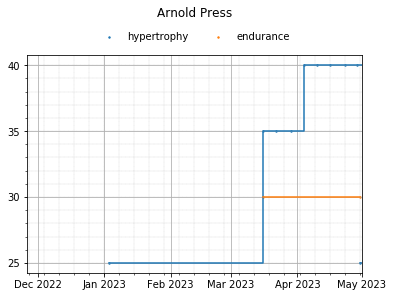 Arnold Press
hypertrophy endurance
40
35
30
25
Dec 2022 Jan 2023 Feb 2023 Mar 2023 Apr 2023 May 2023